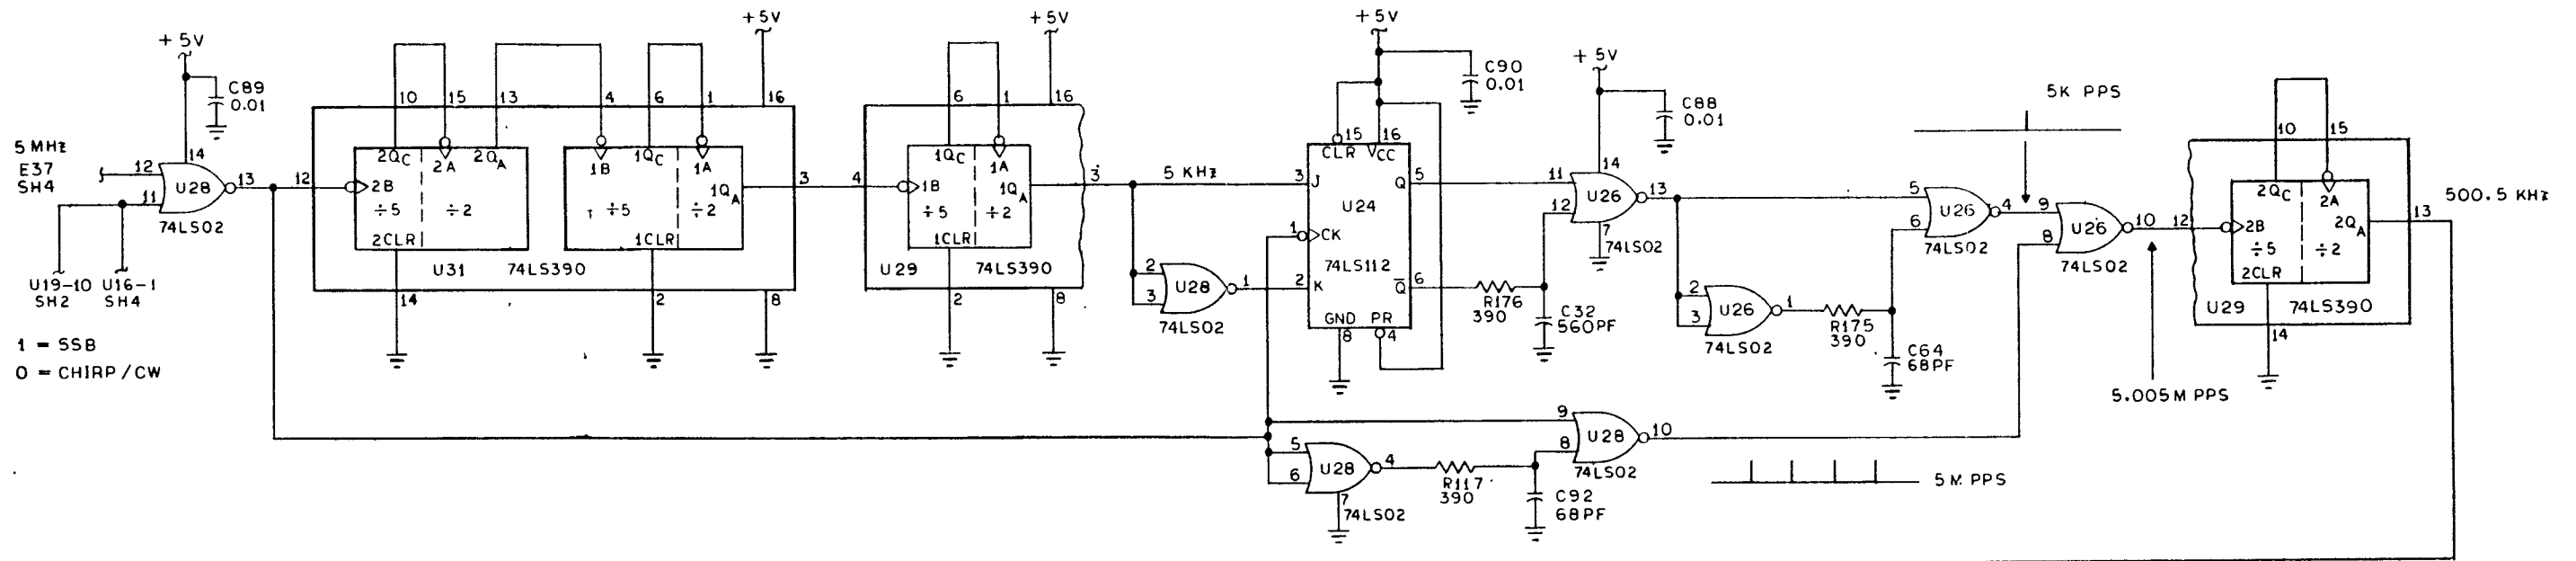 +5V
C89
0.01
5 MHz
E37
SH4
12
11
14
U28
13
74LS02
U19-10
SH2
U16-1
SH4
1 = SSB
0 = CHIRP/CW
+5V
10
15
13
4
6
1
16
12
2B
2QC
2A
2QA
÷5
÷2
2CLR
1B
1QC
1A
1QA
÷5
÷2
1CLR
U31
74LS390
14
2
8
3
+5V
6
1
16
4
1B
1QC
1A
1QA
÷5
÷2
1CLR
U29
74LS390
2
8
3
5 KHz
2
3
U28
1
74LS02
+5V
C90
0.01
15
16
CLR
VCC
3
J
Q
5
U24
1
CK
74LS112
2
K
Q̅
6
GND
PR
8
4
R176
390
C32
560PF
+5V
C88
0.01
14
11
12
U26
13
7
74LS02
5
6
U26
4
74LS02
2
3
U26
1
74LS02
R175
390
C64
68PF
5K PPS
9
8
U26
10
74LS02
5.005M PPS
5
6
U28
4
7
74LS02
R117
390
C92
68PF
9
8
U28
10
74LS02
5M PPS
10
15
12
2B
2QC
2A
2QA
÷5
÷2
2CLR
U29
74LS390
14
13
500.5 KHz